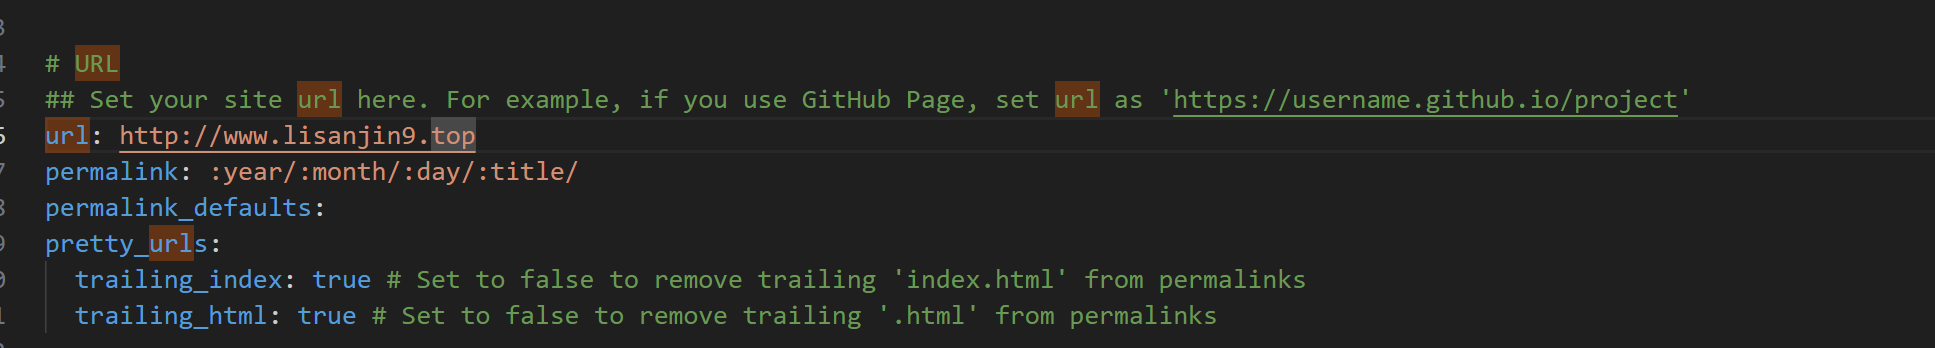 # URL
## Set your site url here. For example, if you use GitHub Page, set url as 'https://username.github.io/project'
url: http://www.lisanjin9.top
permalink: :year/:month/:day/:title/
permalink_defaults:
pretty_urls:
trailing_index: true # Set to false to remove trailing 'index.html' from permalinks
trailing_html: true # Set to false to remove trailing '.html' from permalinks